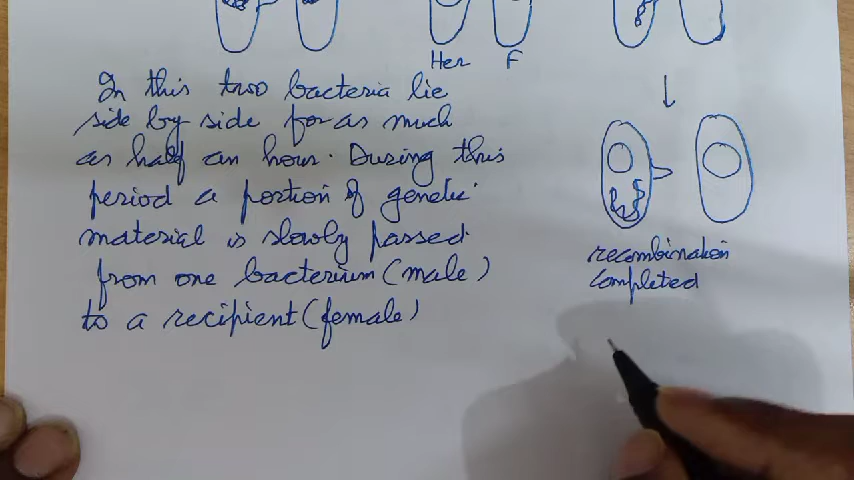 Her F
In this two bacteria lie
side by side for as much
as half an hour. During this
period a portion of genetic
material is slowly passed
from one bacterium (male)
to a recipient (female)
recombination
completed